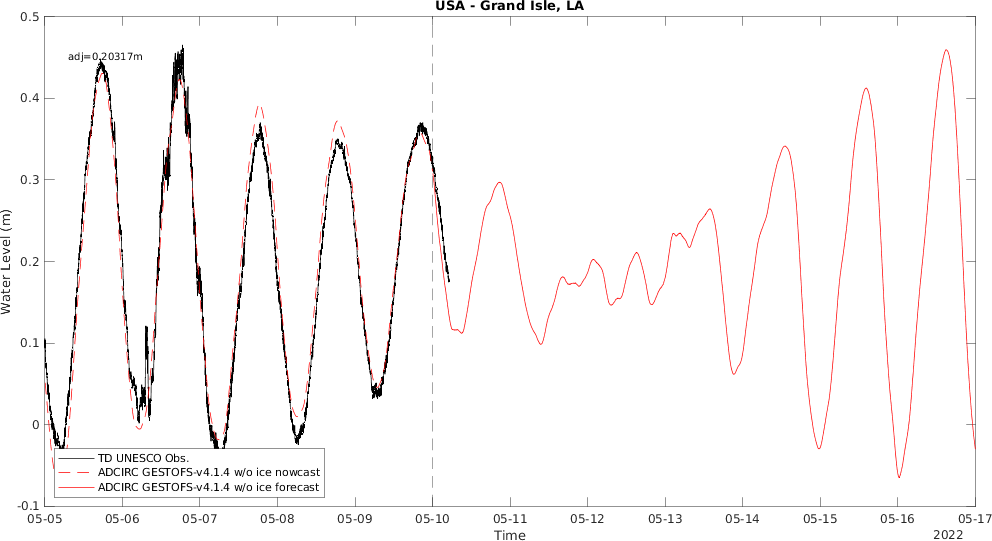 USA - Grand Isle, LA
adj=0.20317m
0.5
0.4
0.3
0.2
0.1
0
-0.1
Water Level (m)
TD UNESCO Obs.
ADCIRC GESTOFS-v4.1.4 w/o ice nowcast
ADCIRC GESTOFS-v4.1.4 w/o ice forecast
05-05 05-06 05-07 05-08 05-09 05-10 05-11 05-12 05-13 05-14 05-15 05-16 05-17
Time
2022